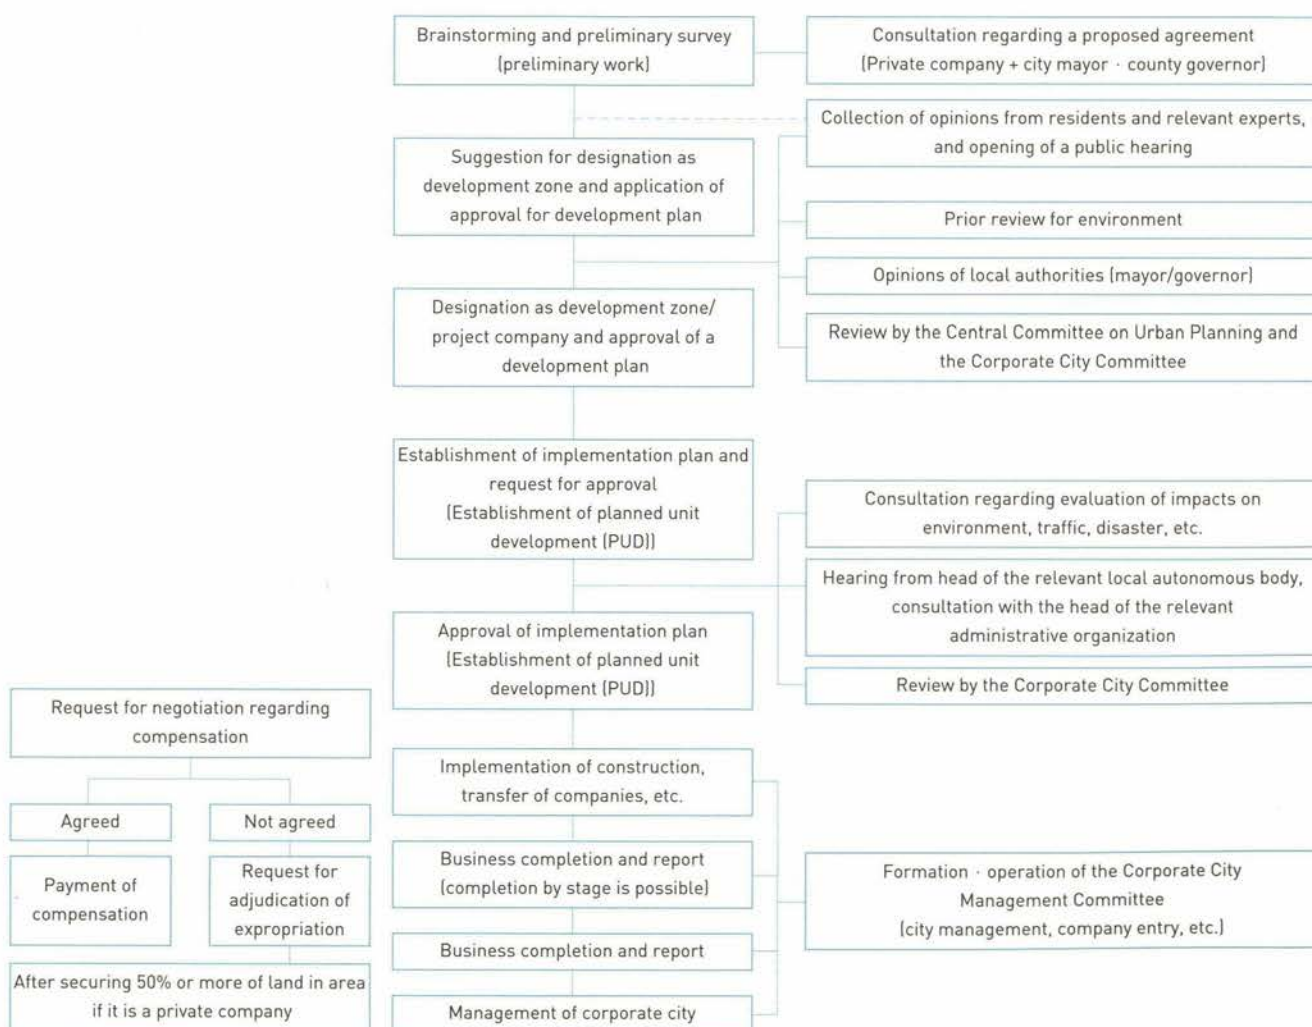 Brainstorming and preliminary survey
(preliminary work)
Consultation regarding a proposed agreement
(Private company + city mayor · county governor)
Collection of opinions from residents and relevant experts,
and opening of a public hearing
Suggestion for designation as
development zone and application of
approval for development plan
Prior review for environment
Opinions of local authorities (mayor/governor)
Designation as development zone/
project company and approval of a
development plan
Review by the Central Committee on Urban Planning and
the Corporate City Committee
Establishment of implementation plan and
request for approval
(Establishment of planned unit
development (PUD))
Consultation regarding evaluation of impacts on
environment, traffic, disaster, etc.
Hearing from head of the relevant local autonomous body,
consultation with the head of the relevant
administrative organization
Approval of implementation plan
(Establishment of planned unit
development (PUD))
Review by the Corporate City Committee
Request for negotiation regarding
compensation
Agreed
Not agreed
Payment of
compensation
Request for
adjudication of
expropriation
After securing 50% or more of land in area
if it is a private company
Implementation of construction,
transfer of companies, etc.
Business completion and report
(completion by stage is possible)
Business completion and report
Management of corporate city
Formation · operation of the Corporate City
Management Committee
(city management, company entry, etc.)